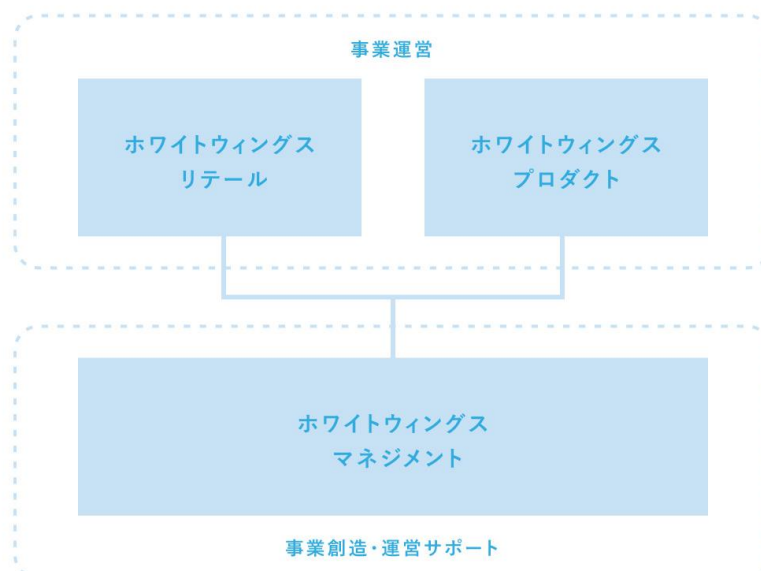 事業運営
ホワイトウィングス
リテール
ホワイトウィングス
プロダクト
ホワイトウィングス
マネジメント
事業創造・運営サポート